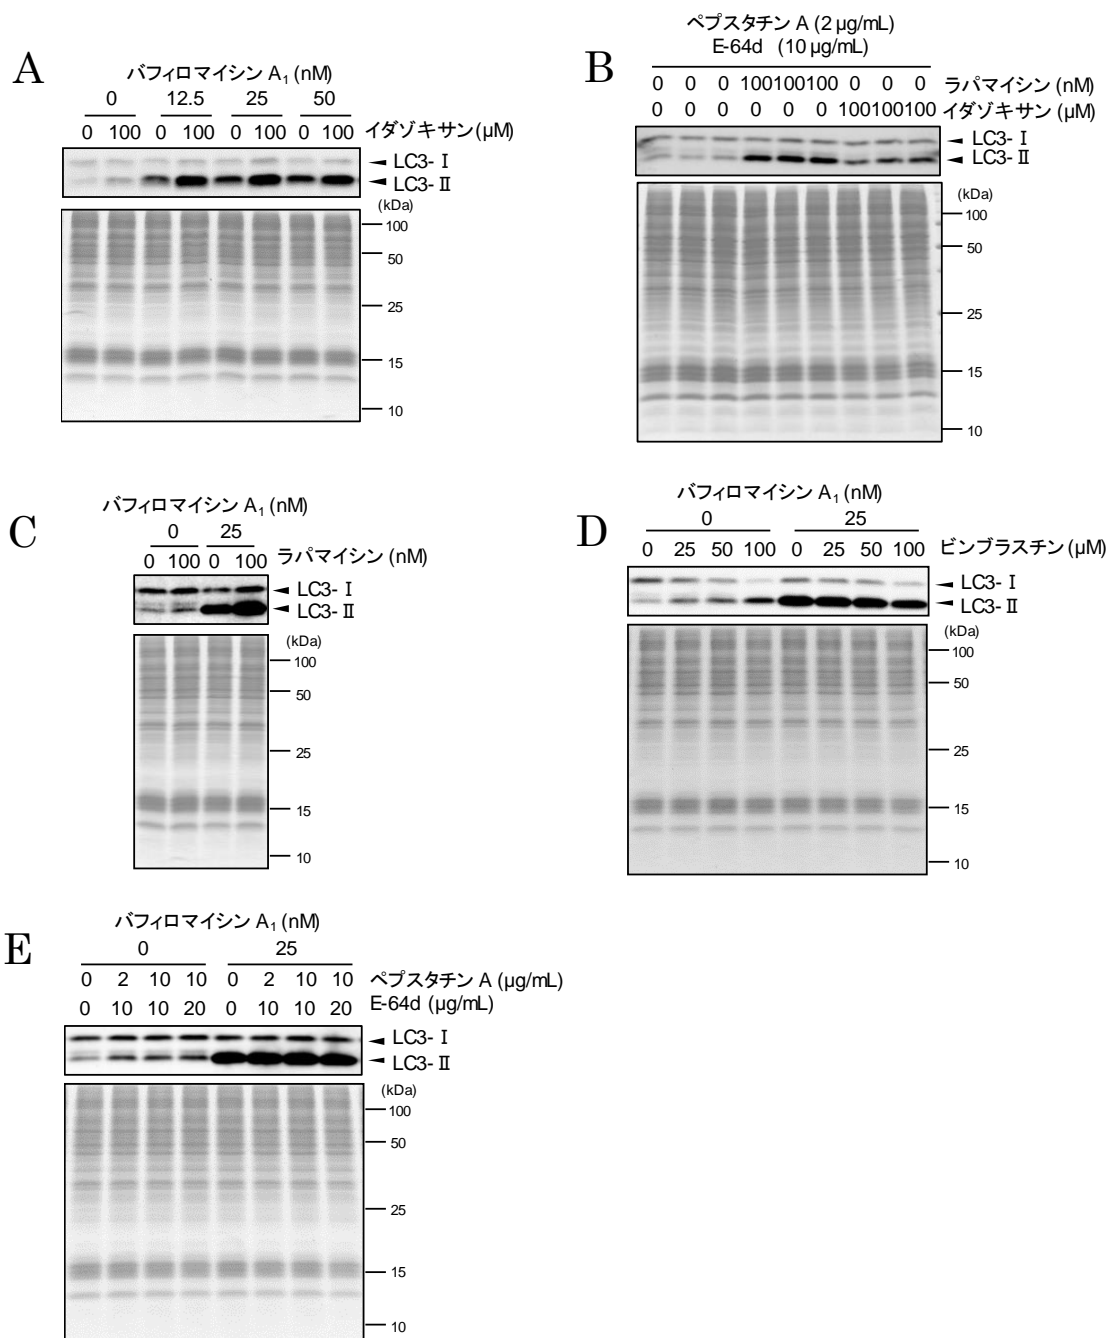 A
バフィロマイシン A1 (nM)
0 12.5 25 50
0 100 0 100 0 100 0 100 イダゾキサン(µM)
LC3-Ⅰ
LC3-Ⅱ
(kDa)
100
50
25
15
10
B
ペプスタチン A (2 µg/mL)
E-64d (10 µg/mL)
0 0 0 100 100 100 0 0 0 ラパマイシン (nM)
0 0 0 0 0 0 100 100 100 イダゾキサン (µM)
LC3-Ⅰ
LC3-Ⅱ
(kDa)
100
50
25
15
10
C
バフィロマイシン A1 (nM)
0 25
0 100 0 100 ラパマイシン (nM)
LC3-Ⅰ
LC3-Ⅱ
(kDa)
100
50
25
15
10
D
バフィロマイシン A1 (nM)
0 25
0 25 50 100 0 25 50 100 ビンブラスチン (µM)
LC3-Ⅰ
LC3-Ⅱ
(kDa)
100
50
25
15
10
E
バフィロマイシン A1 (nM)
0 25
0 2 10 10 0 2 10 10 ペプスタチン A (µg/mL)
0 10 10 20 0 10 10 20 E-64d (µg/mL)
LC3-Ⅰ
LC3-Ⅱ
(kDa)
100
50
25
15
10